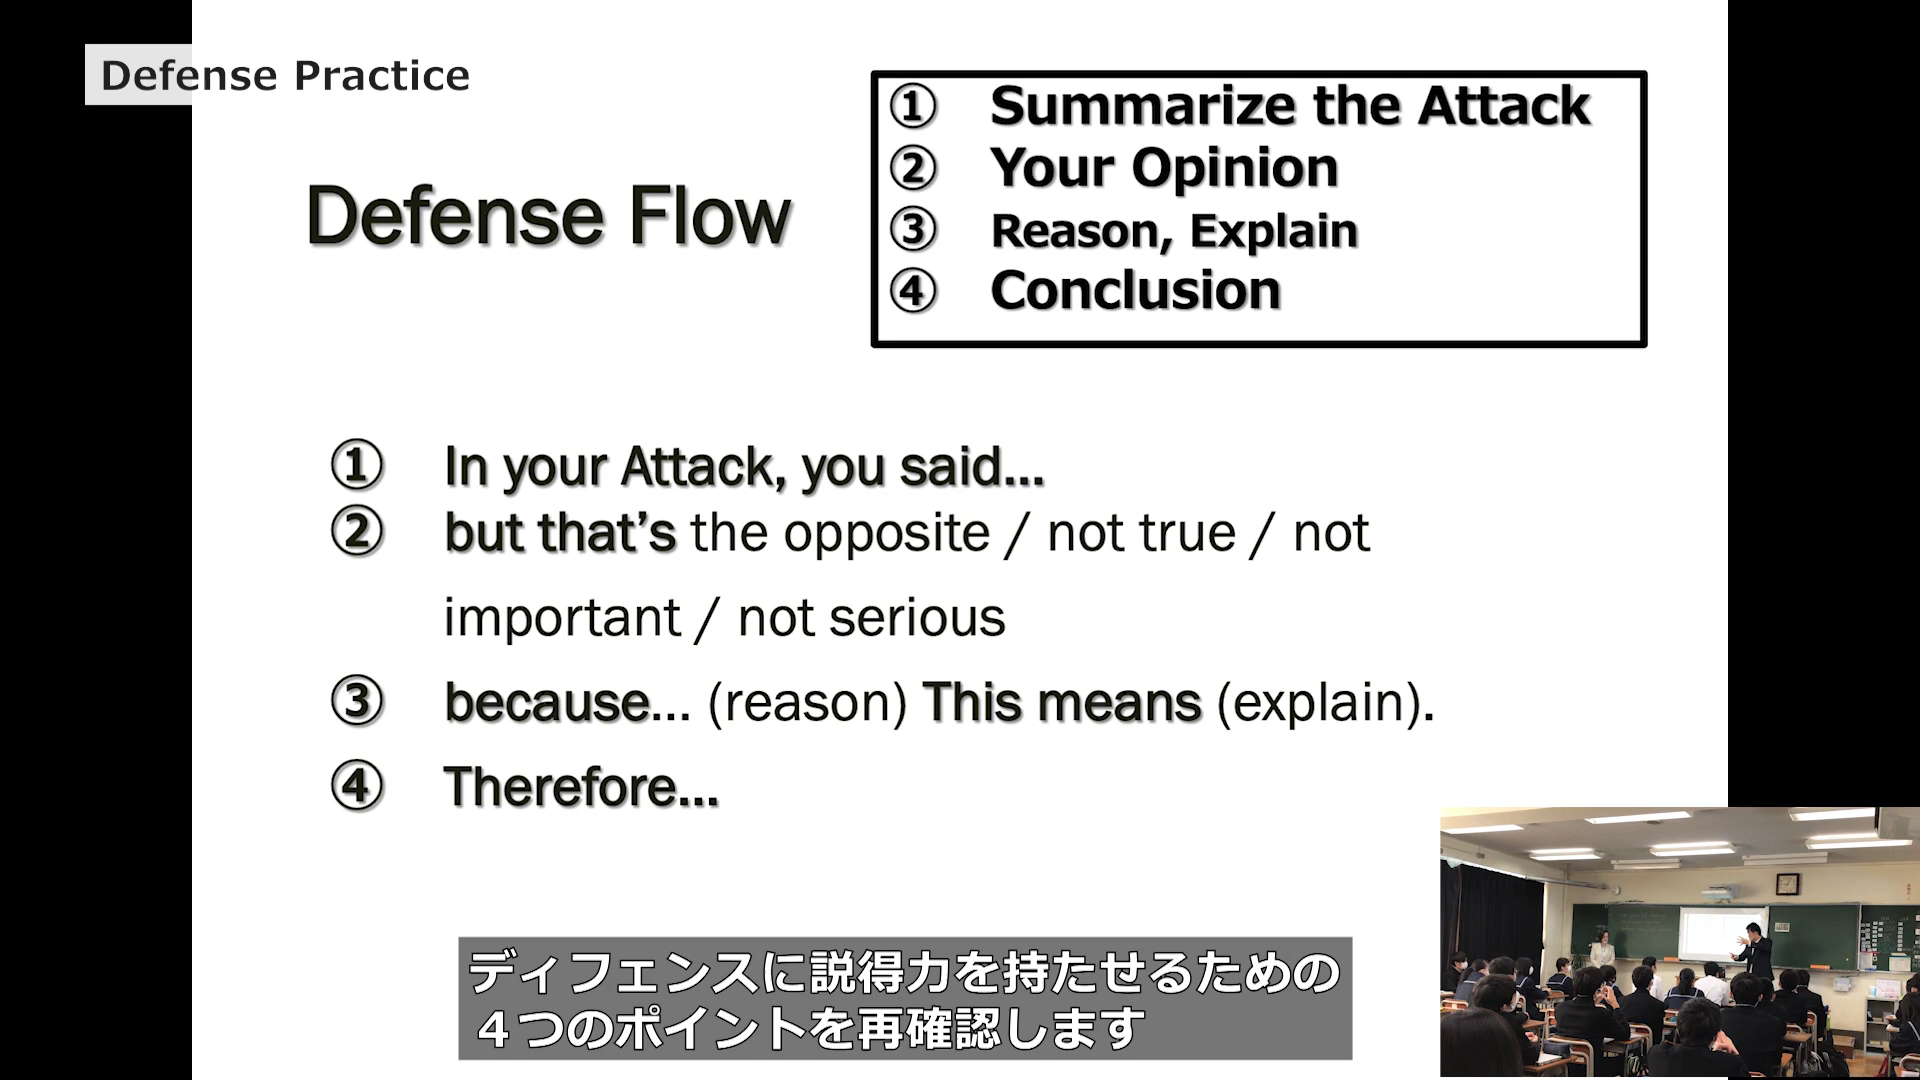 Defense Practice
Defense Flow
① Summarize the Attack
② Your Opinion
③ Reason, Explain
④ Conclusion
① In your Attack, you said...
② but that’s the opposite / not true / not
important / not serious
③ because... (reason) This means (explain).
④ Therefore...
ディフェンスに説得力を持たせるための
４つのポイントを再確認します